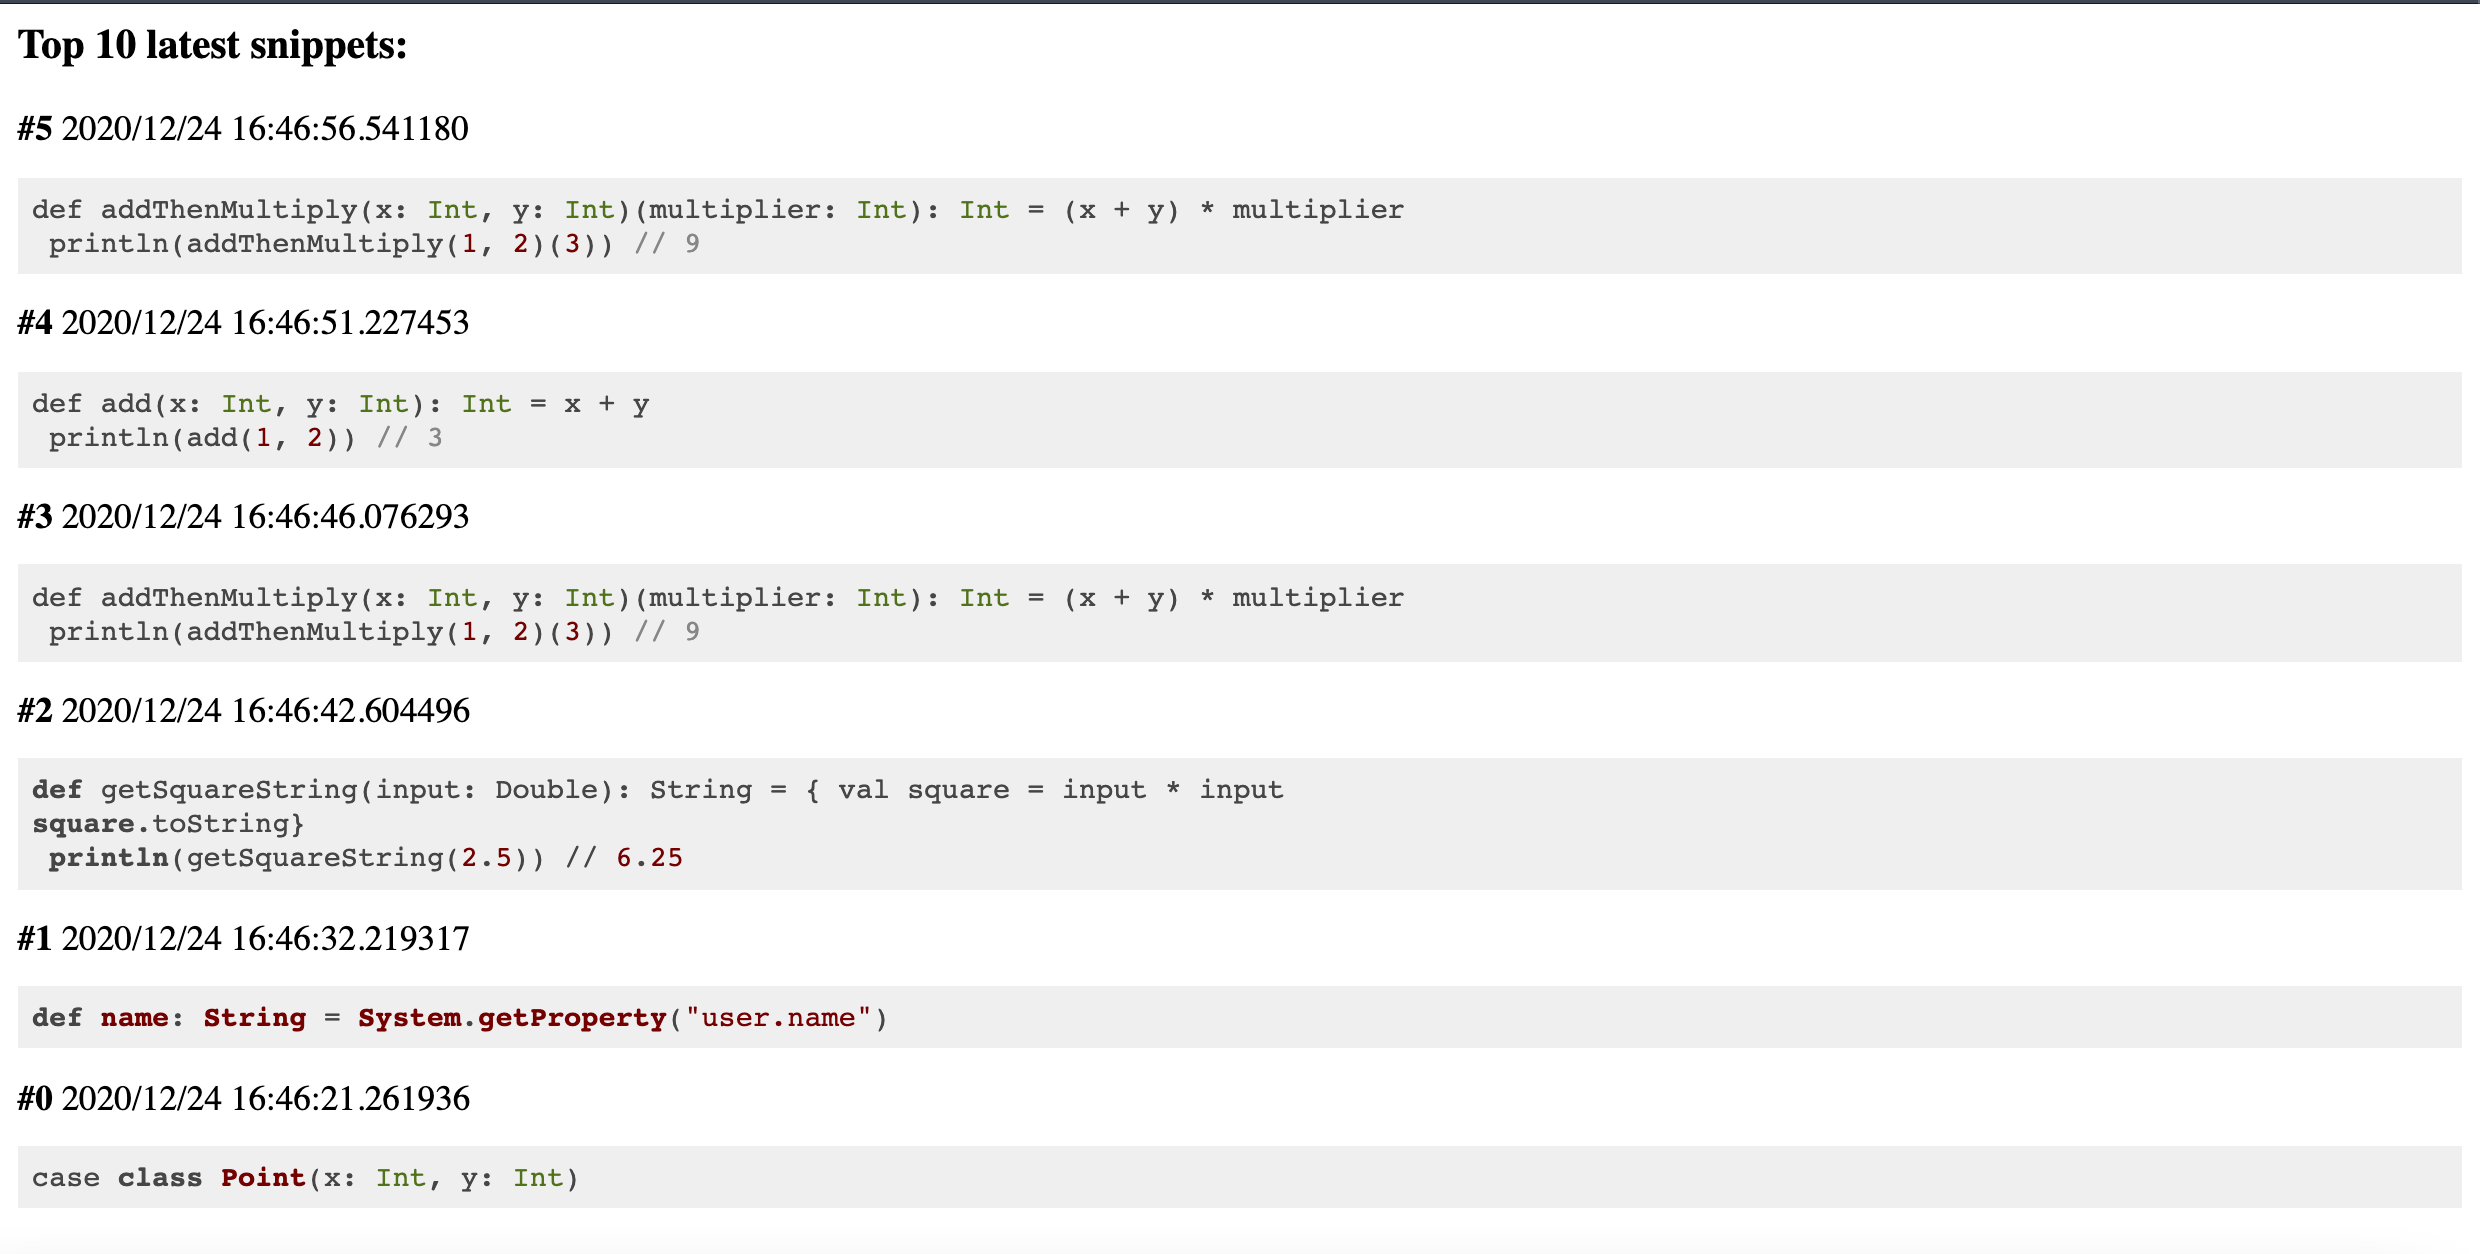 Top 10 latest snippets:
#5 2020/12/24 16:46:56.541180
def addThenMultiply(x: Int, y: Int)(multiplier: Int): Int = (x + y) * multiplier
 println(addThenMultiply(1, 2)(3)) // 9
#4 2020/12/24 16:46:51.227453
def add(x: Int, y: Int): Int = x + y
 println(add(1, 2)) // 3
#3 2020/12/24 16:46:46.076293
def addThenMultiply(x: Int, y: Int)(multiplier: Int): Int = (x + y) * multiplier
 println(addThenMultiply(1, 2)(3)) // 9
#2 2020/12/24 16:46:42.604496
def getSquareString(input: Double): String = { val square = input * input
square.toString}
 println(getSquareString(2.5)) // 6.25
#1 2020/12/24 16:46:32.219317
def name: String = System.getProperty("user.name")
#0 2020/12/24 16:46:21.261936
case class Point(x: Int, y: Int)